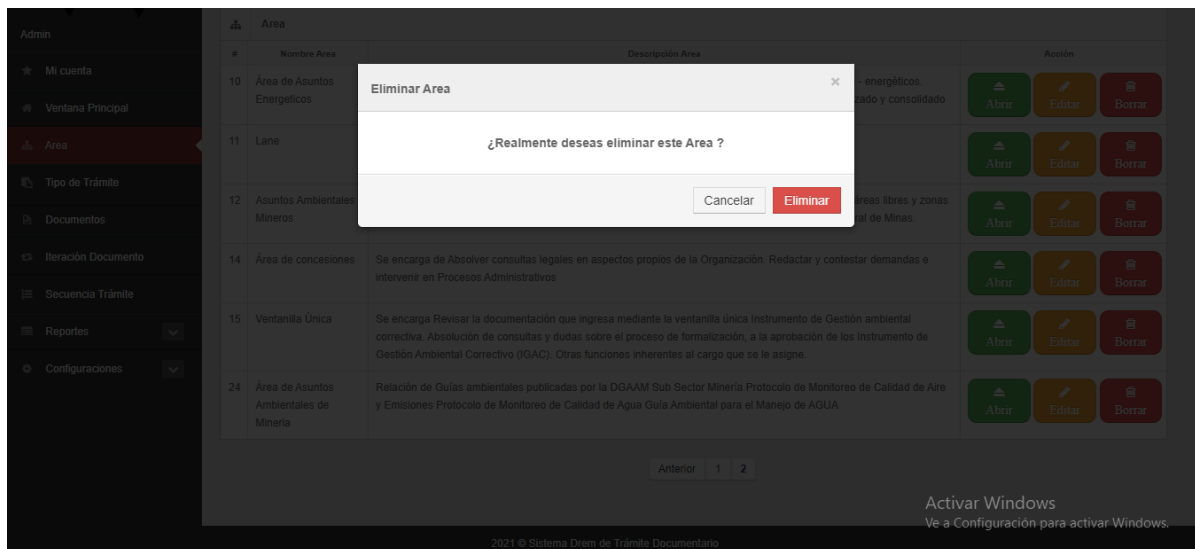 Admin
Mi cuenta
Ventana Principal
Area
Tipo de Trámite
Documentos
Iteración Documento
Secuencia Trámite
Reportes
Configuraciones
Area
# Nombre Area Descripción Area Acción
10 Área de Asuntos - energéticos.
Energeticos zado y consolidado
Abrir Editar Borrar
11 Lane
Abrir Editar Borrar
12 Asuntos Ambientales áreas libres y zonas
Mineros ral de Minas.
Abrir Editar Borrar
14 Área de concesiones Se encarga de Absolver consultas legales en aspectos propios de la Organización. Redactar y contestar demandas e
intervenir en Procesos Administrativos
Abrir Editar Borrar
15 Ventanilla Única Se encarga Revisar la documentación que ingresa mediante la ventanilla única Instrumento de Gestión ambiental
correctiva. Absolución de consultas y dudas sobre el proceso de formalización, a la aprobación de los Instrumento de
Gestión Ambiental Correctivo (IGAC). Otras funciones inherentes al cargo que se le asigne.
Abrir Editar Borrar
24 Área de Asuntos Relación de Guías ambientales publicadas por la DGAAM Sub Sector Minería Protocolo de Monitoreo de Calidad de Aire
Ambientales de y Emisiones Protocolo de Monitoreo de Calidad de Agua Guía Ambiental para el Manejo de AGUA
Mineria
Abrir Editar Borrar
Eliminar Area ×
¿Realmente deseas eliminar este Area ?
Cancelar Eliminar
Anterior 1 2
Activar Windows
Ve a Configuración para activar Windows.
2021 © Sistema Drem de Trámite Documentario